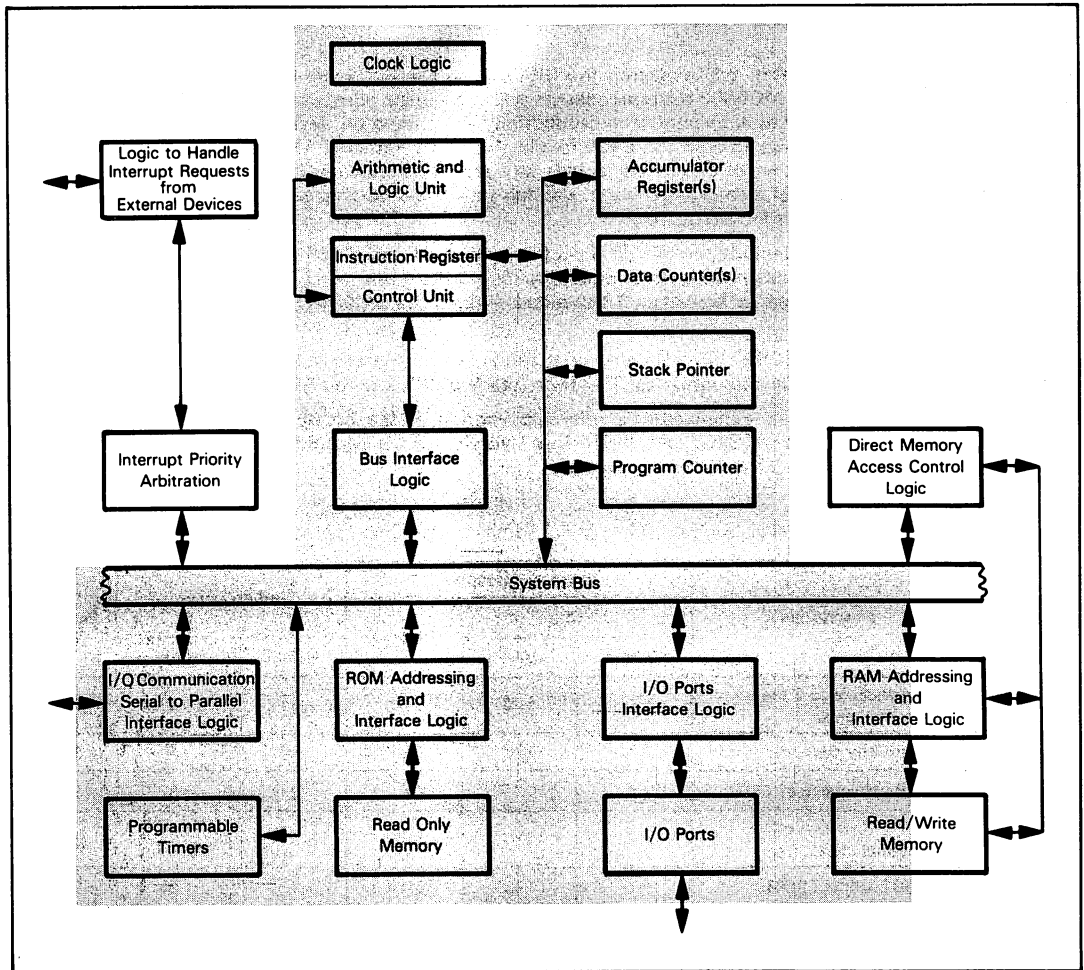 Clock Logic
Logic to Handle
Interrupt Requests
from
External Devices
Arithmetic and
Logic Unit
Accumulator
Register(s)
Instruction Register
Control Unit
Data Counter(s)
Stack Pointer
Interrupt Priority
Arbitration
Bus Interface
Logic
Program Counter
Direct Memory
Access Control
Logic
System Bus
I/O Communication
Serial to Parallel
Interface Logic
ROM Addressing
and
Interface Logic
I/O Ports
Interface Logic
RAM Addressing
and
Interface Logic
Programmable
Timers
Read Only
Memory
I/O Ports
Read/Write
Memory